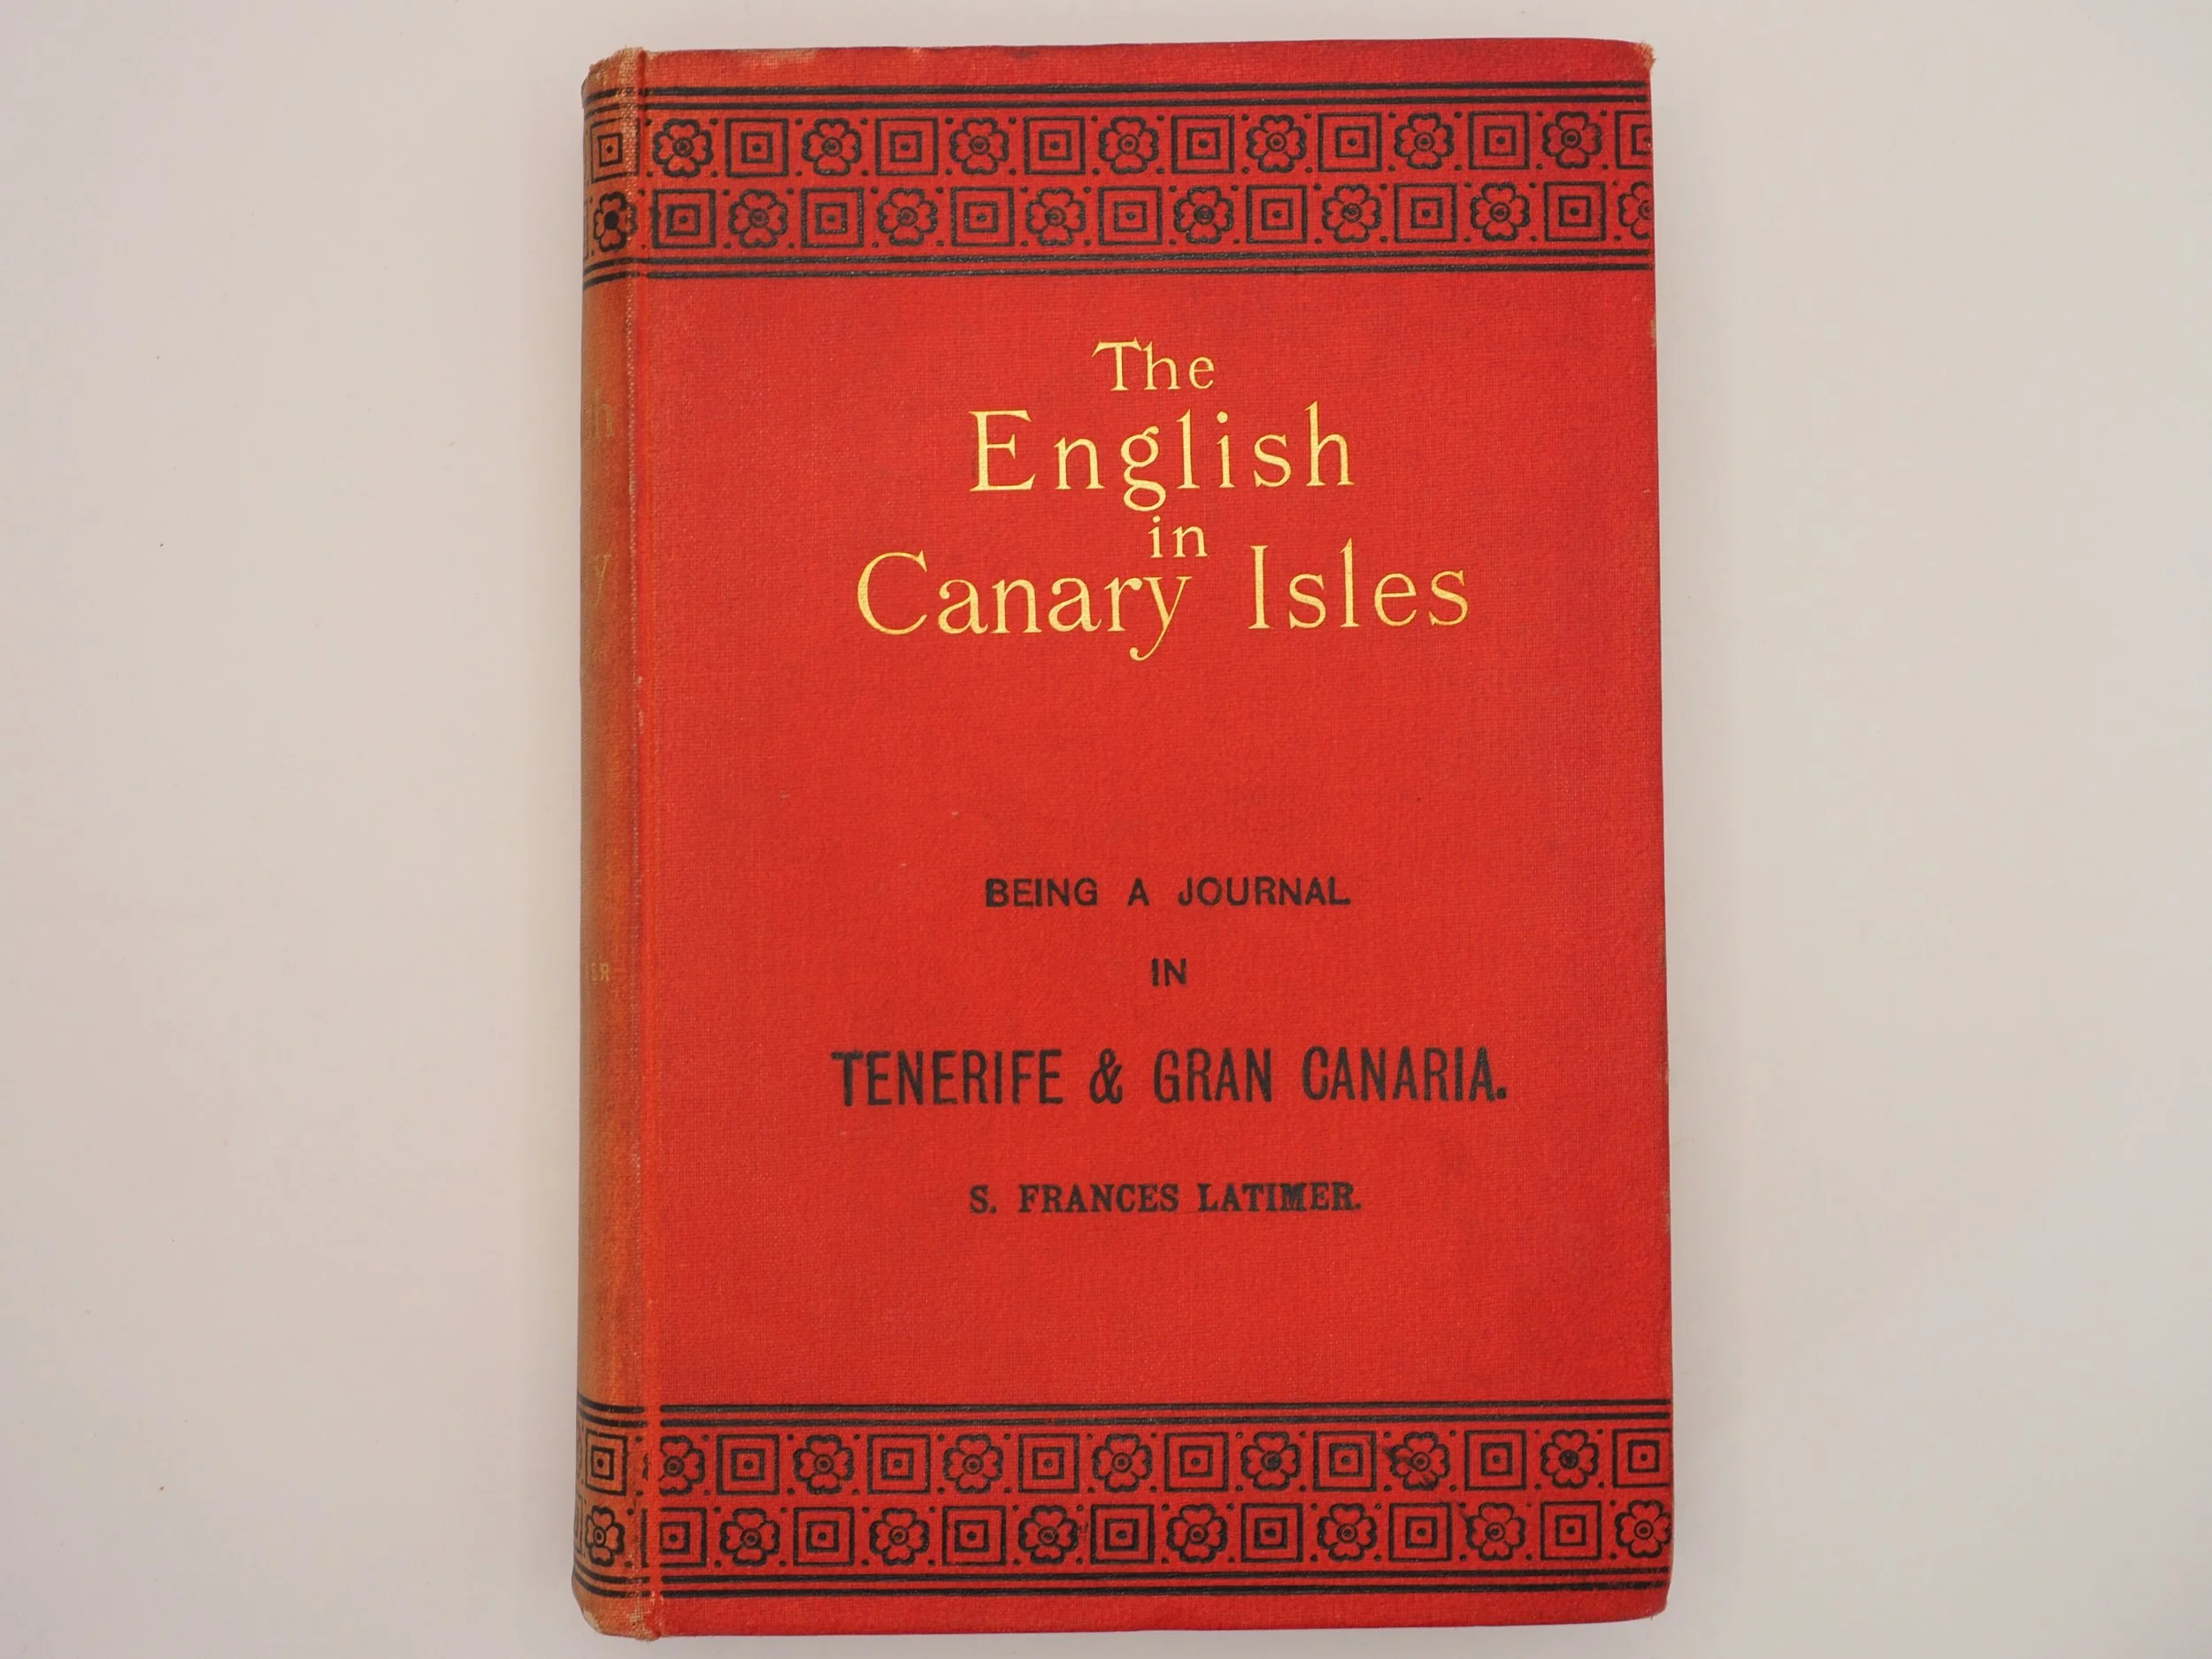 The
English
in
Canary Isles
BEING A JOURNAL
IN
TENERIFE & GRAN CANARIA.
S. FRANCES LATIMER.